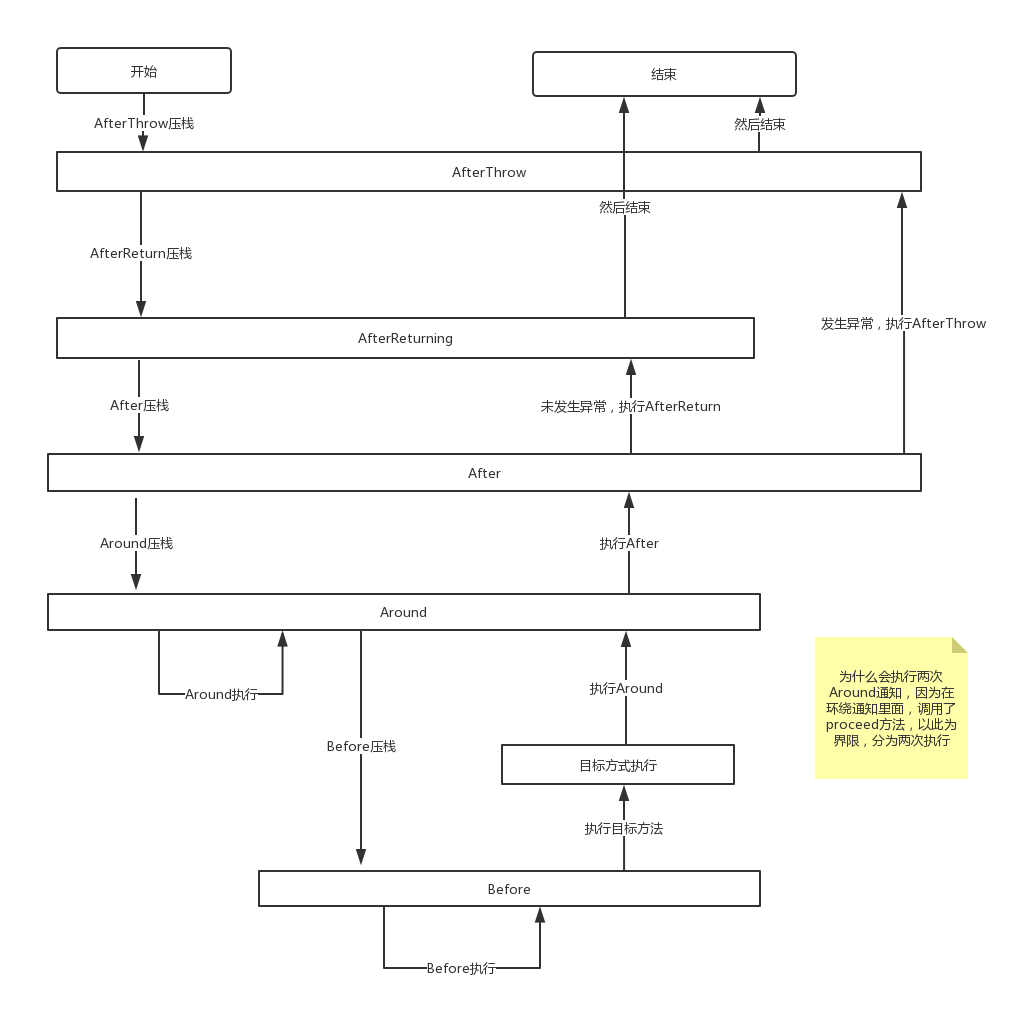 开始
结束
AfterThrow压栈
然后结束
AfterThrow
然后结束
AfterReturn压栈
发生异常，执行AfterThrow
AfterReturning
After压栈
未发生异常，执行AfterReturn
After
Around压栈
执行After
Around
Around执行
执行Around
为什么会执行两次
Around通知，因为在
环绕通知里面，调用了
proceed方法，以此为
界限，分为两次执行
Before压栈
目标方式执行
执行目标方法
Before
Before执行